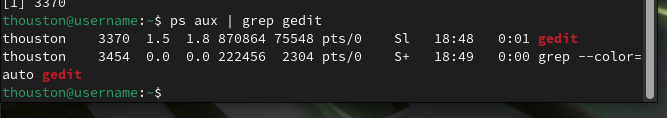 [1] 3370
thouston@username:~$ ps aux | grep gedit
thouston    3370  1.5  1.8 870864 75548 pts/0    Sl   18:48   0:01 gedit
thouston    3454  0.0  0.0 222456  2304 pts/0    S+   18:49   0:00 grep --color=
auto gedit
thouston@username:~$